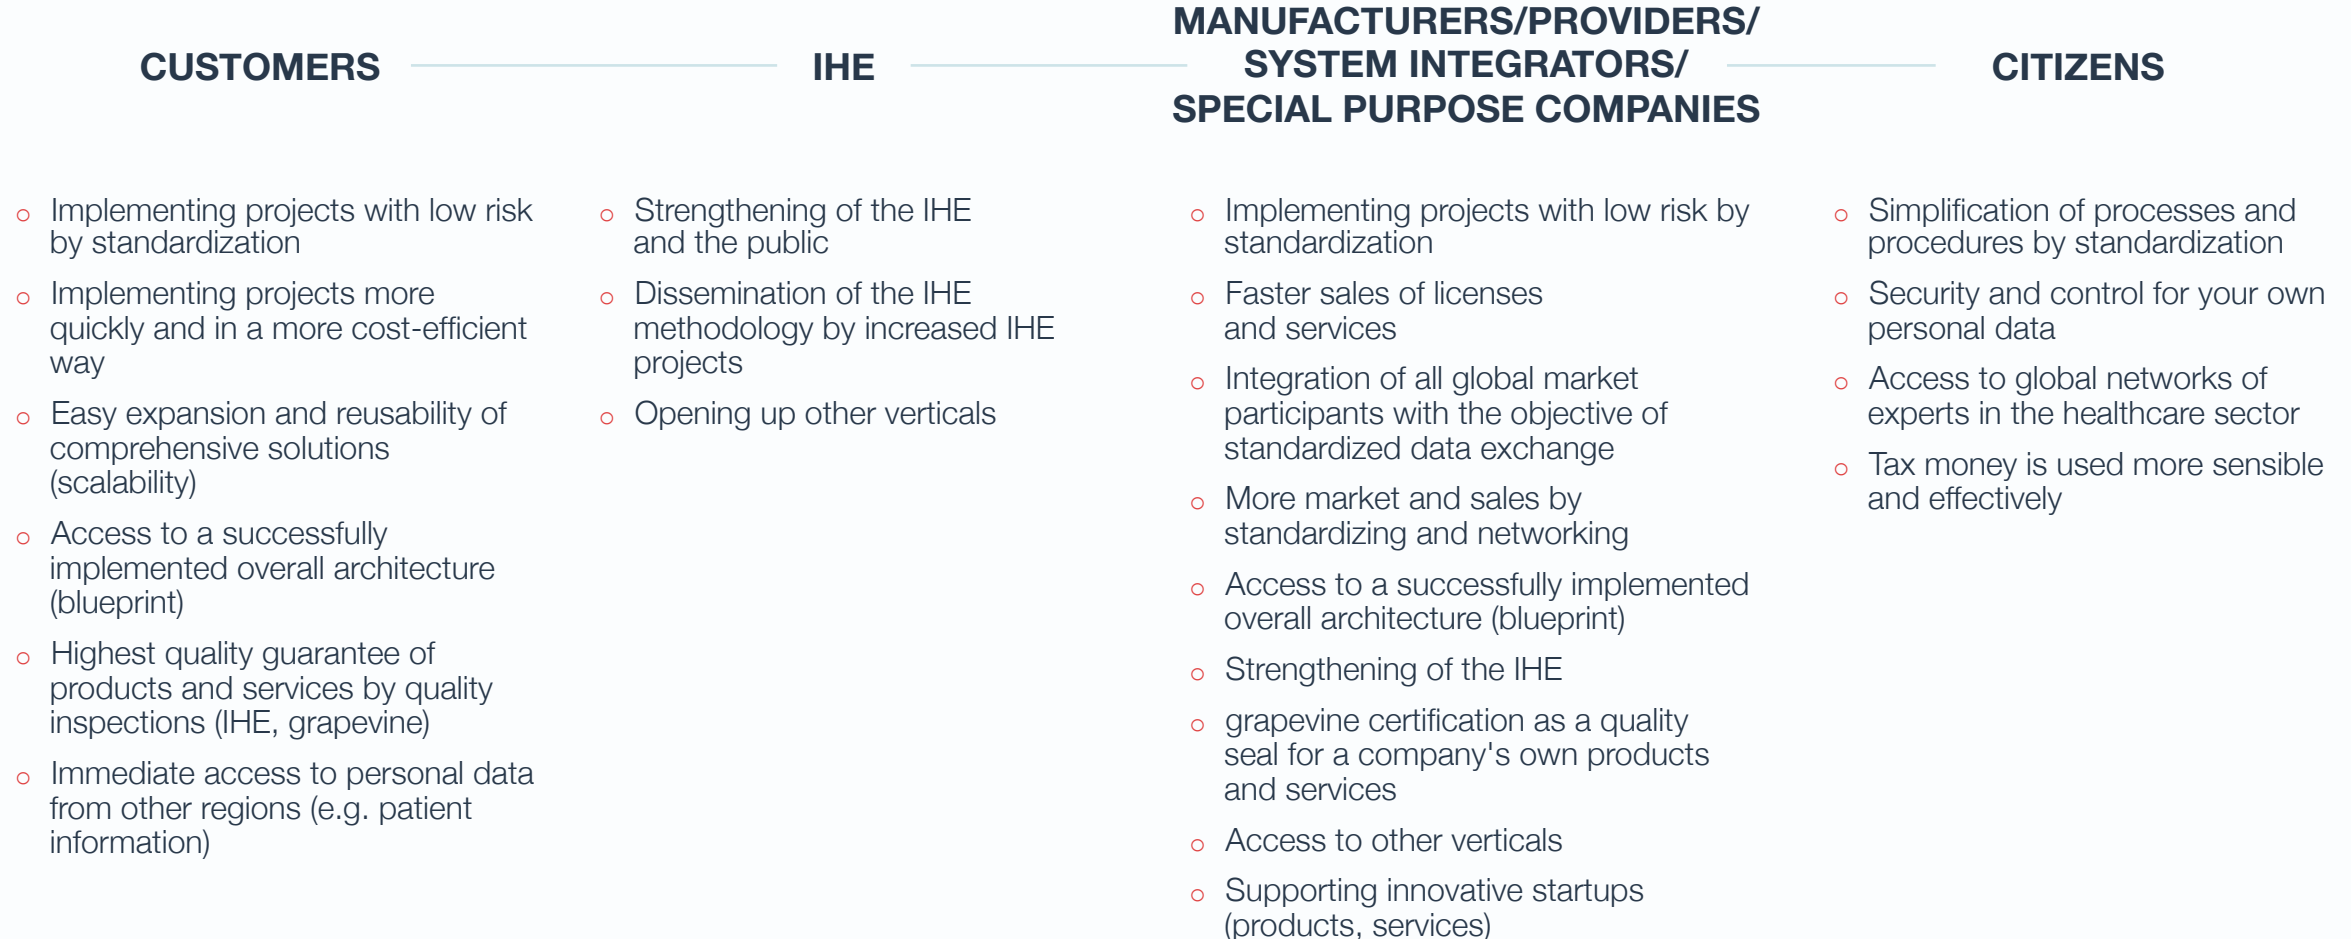 CUSTOMERS
IHE
MANUFACTURERS/PROVIDERS/
SYSTEM INTEGRATORS/
SPECIAL PURPOSE COMPANIES
CITIZENS
Implementing projects with low risk
by standardization
Implementing projects more
quickly and in a more cost-efficient
way
Easy expansion and reusability of
comprehensive solutions
(scalability)
Access to a successfully
implemented overall architecture
(blueprint)
Highest quality guarantee of
products and services by quality
inspections (IHE, grapevine)
Immediate access to personal data
from other regions (e.g. patient
information)
Strengthening of the IHE
and the public
Dissemination of the IHE
methodology by increased IHE
projects
Opening up other verticals
Implementing projects with low risk by
standardization
Faster sales of licenses
and services
Integration of all global market
participants with the objective of
standardized data exchange
More market and sales by
standardizing and networking
Access to a successfully implemented
overall architecture (blueprint)
Strengthening of the IHE
grapevine certification as a quality
seal for a company's own products
and services
Access to other verticals
Supporting innovative startups
(products, services)
Simplification of processes and
procedures by standardization
Security and control for your own
personal data
Access to global networks of
experts in the healthcare sector
Tax money is used more sensible
and effectively